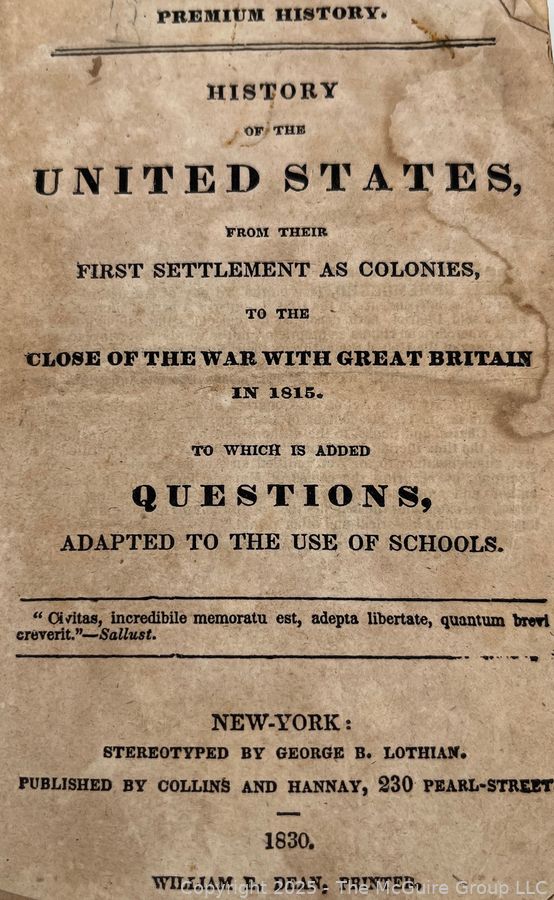 PREMIUM HISTORY.
HISTORY
OF THE
UNITED STATES,
FROM THEIR
FIRST SETTLEMENT AS COLONIES,
TO THE
CLOSE OF THE WAR WITH GREAT BRITAIN
IN 1815.
TO WHICH IS ADDED
QUESTIONS,
ADAPTED TO THE USE OF SCHOOLS.
“ Civitas, incredibile memoratu est, adepta libertate, quantum brevi
creverit.”—Sallust.
NEW-YORK:
STEREOTYPED BY GEORGE B. LOTHIAN.
PUBLISHED BY COLLINS AND HANNAY, 230 PEARL-STREET
1830.
WILLIAM E. DEAN, PRINTER.
Copyright 2025 - The McGuire Group LLC